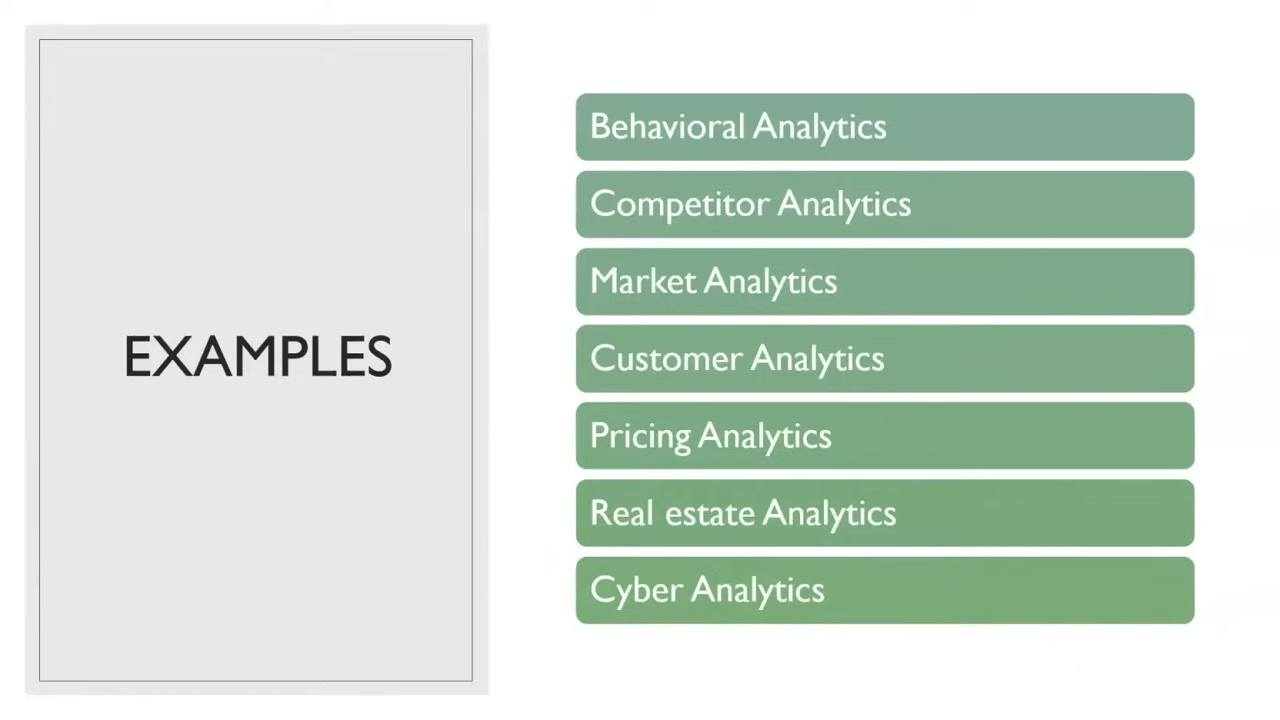 EXAMPLES
Behavioral Analytics
Competitor Analytics
Market Analytics
Customer Analytics
Pricing Analytics
Real estate Analytics
Cyber Analytics